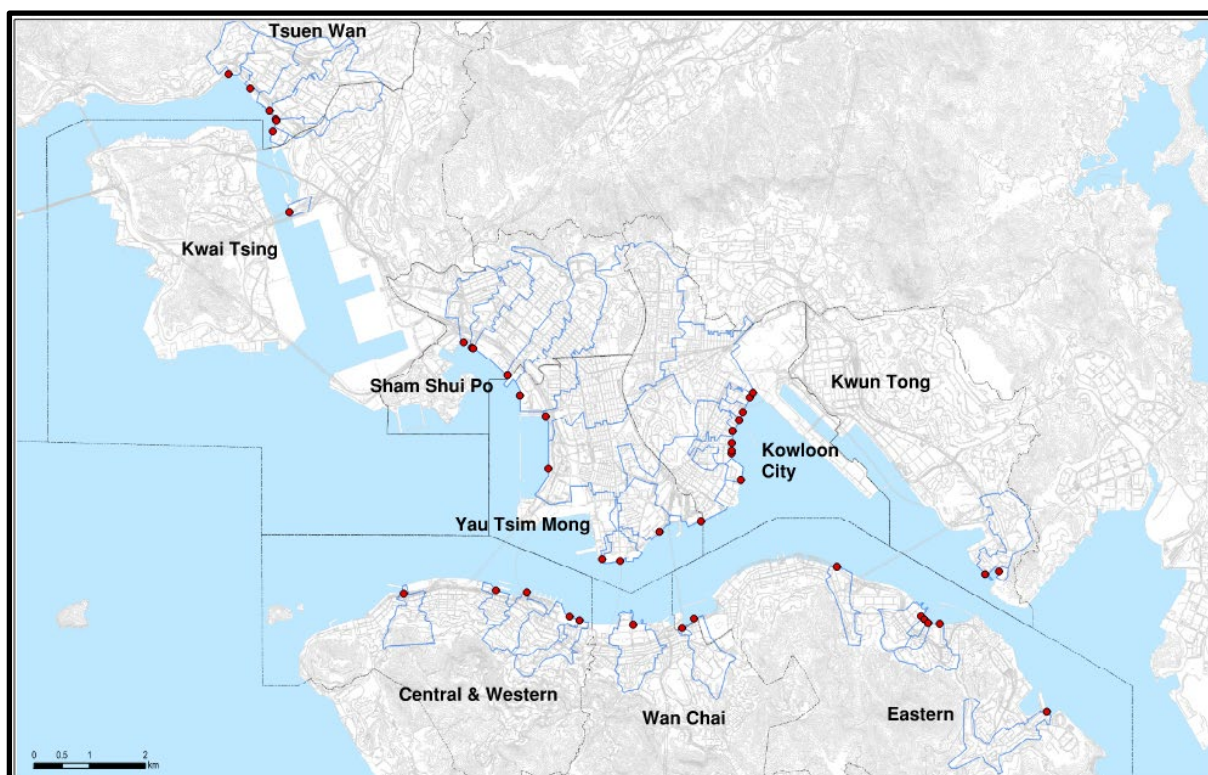 Tsuen Wan
Kwai Tsing
Sham Shui Po
Kwun Tong
Kowloon
City
Yau Tsim Mong
Central & Western
Wan Chai
Eastern
0 0.5 1 2
km